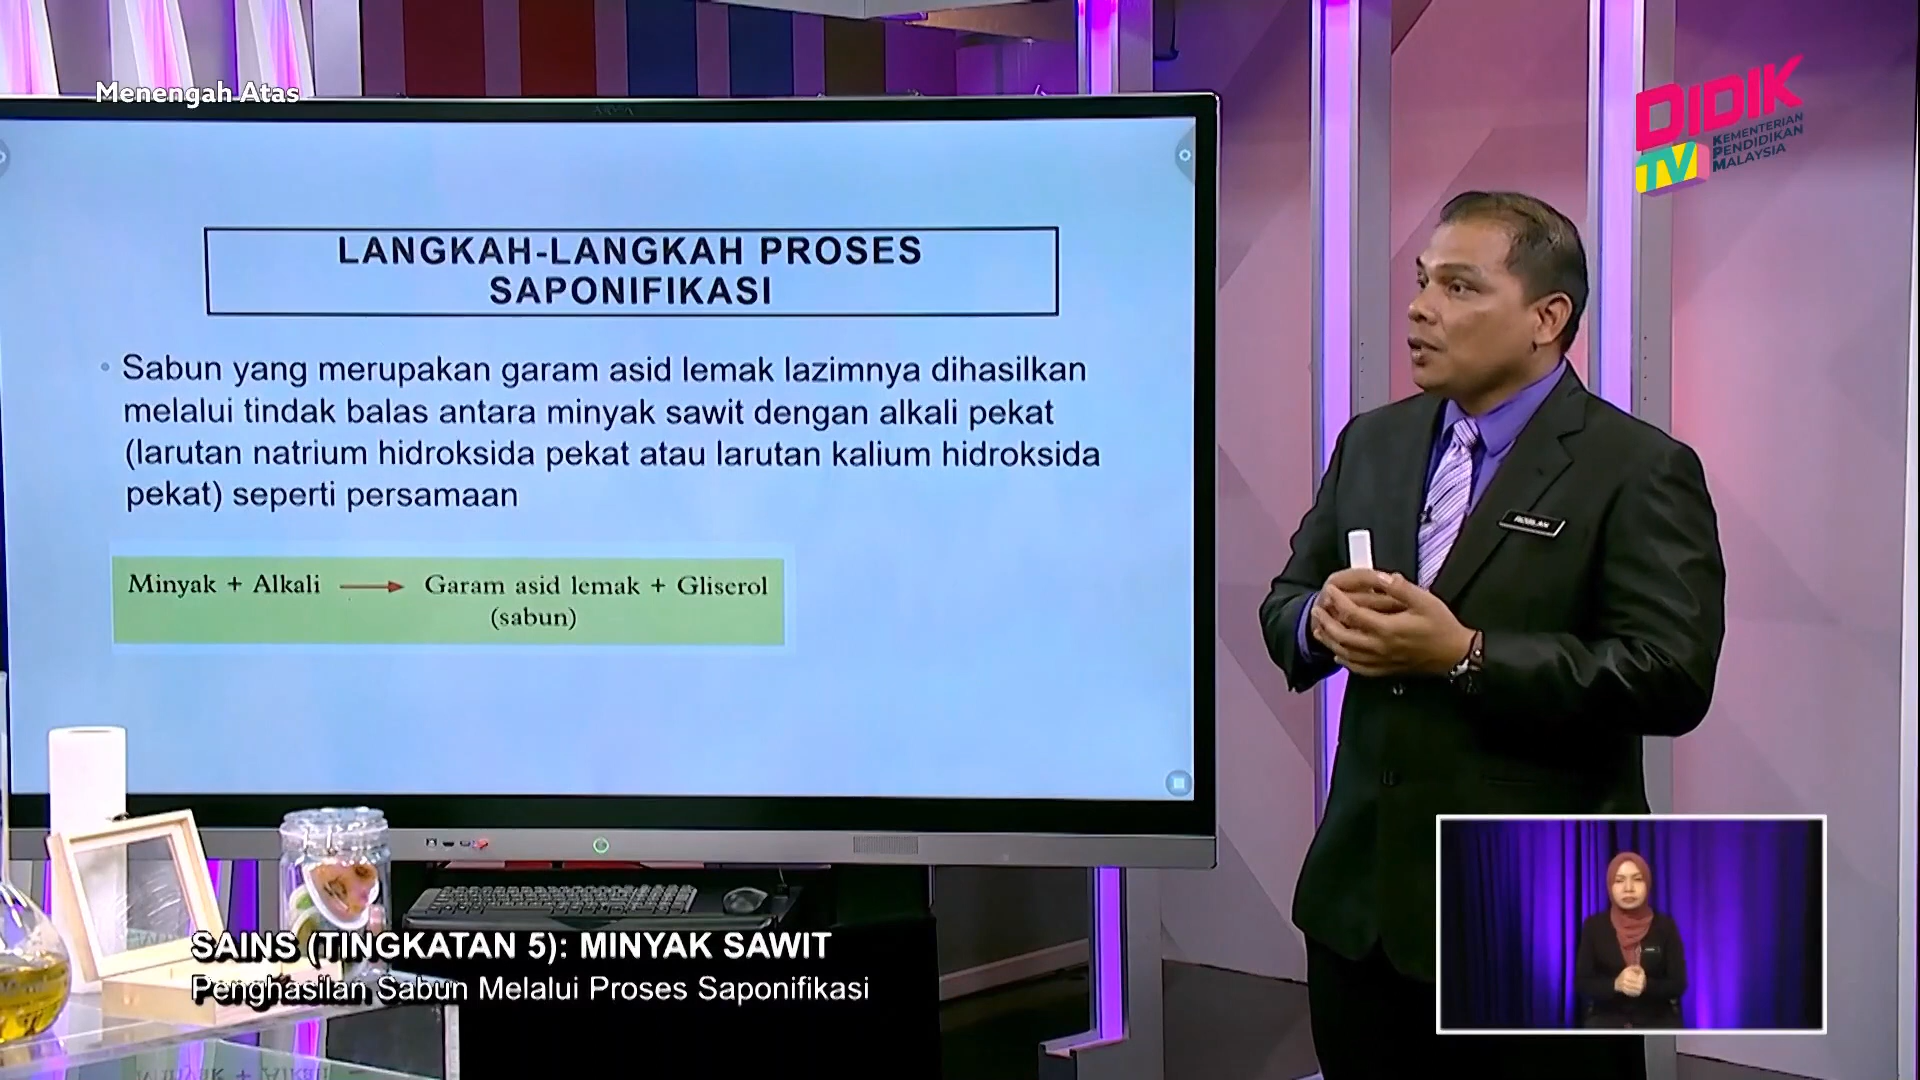 Menengah Atas
DIDIK
TV
KEMENTERIAN
PENDIDIKAN
MALAYSIA
LANGKAH-LANGKAH PROSES
SAPONIFIKASI
Sabun yang merupakan garam asid lemak lazimnya dihasilkan
melalui tindak balas antara minyak sawit dengan alkali pekat
(larutan natrium hidroksida pekat atau larutan kalium hidroksida
pekat) seperti persamaan
Minyak + Alkali → Garam asid lemak + Gliserol
(sabun)
SAINS (TINGKATAN 5): MINYAK SAWIT
Penghasilan Sabun Melalui Proses Saponifikasi